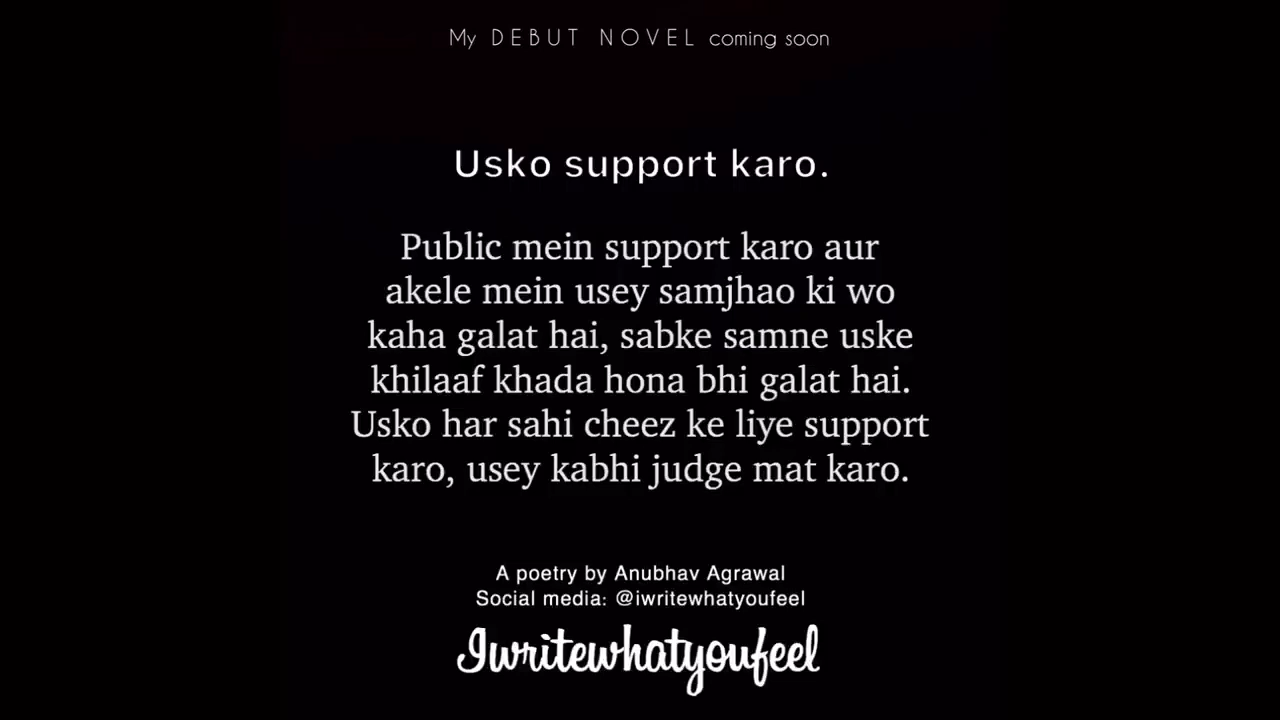 My DEBUT NOVEL coming soon
Usko support karo.
Public mein support karo aur
akele mein usey samjhao ki wo
kaha galat hai, sabke samne uske
khilaaf khada hona bhi galat hai.
Usko har sahi cheez ke liye support
karo, usey kabhi judge mat karo.
A poetry by Anubhav Agrawal
Social media: @iwritewhatyoufeel
Iwritewhatyoufeel